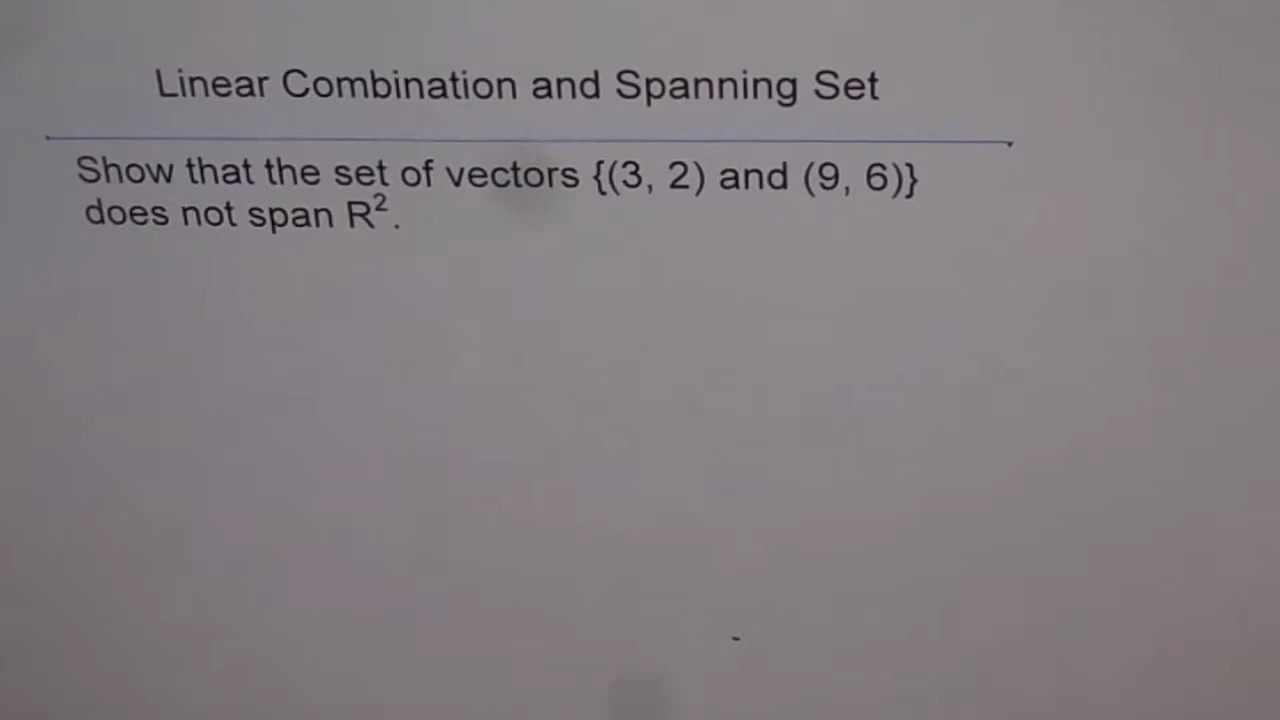 Linear Combination and Spanning Set
Show that the set of vectors {(3, 2) and (9, 6)}
does not span R².